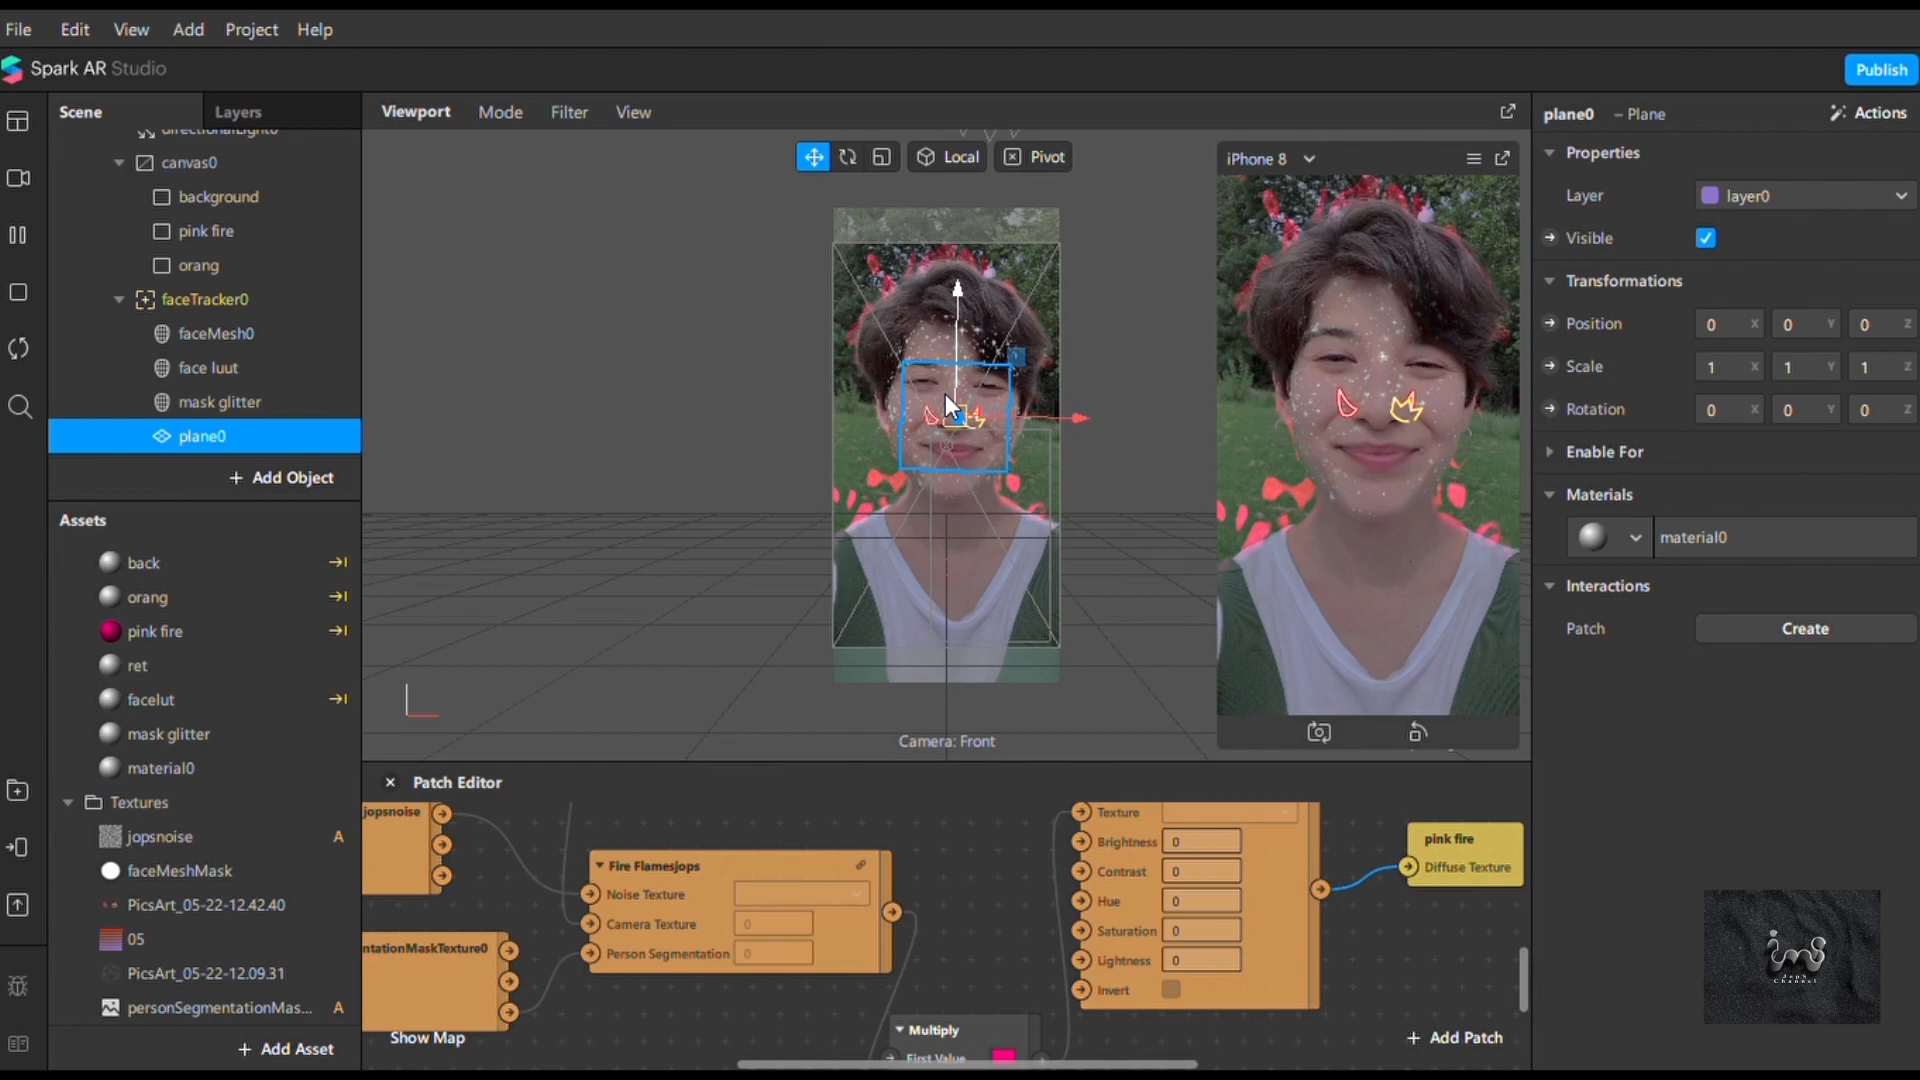 File Edit View Add Project Help
Spark AR Studio
Publish
Scene Layers
directionalLight0
canvas0
background
pink fire
orang
faceTracker0
faceMesh0
face luut
mask glitter
plane0
+ Add Object
Assets
back
orang
pink fire
ret
facelut
mask glitter
material0
Textures
jopsnoise A
faceMeshMask
PicsArt_05-22-12.42.40
05
PicsArt_05-22-12.09.31
personSegmentationMas... A
+ Add Asset
Viewport Mode Filter View
Local Pivot
Camera: Front
iPhone 8
Patch Editor
jopsnoise
ntationMaskTexture0
Show Map
Fire Flamesjops
Noise Texture
Camera Texture 0
Person Segmentation 0
Multiply
First Value
Texture
Brightness 0
Contrast 0
Hue 0
Saturation 0
Lightness 0
Invert
pink fire
Diffuse Texture
+ Add Patch
plane0 – Plane Actions
Properties
Layer layer0
Visible
Transformations
Position 0 X 0 Y 0 Z
Scale 1 X 1 Y 1 Z
Rotation 0 X 0 Y 0 Z
Enable For
Materials
material0
Interactions
Patch Create
JopS
Channel